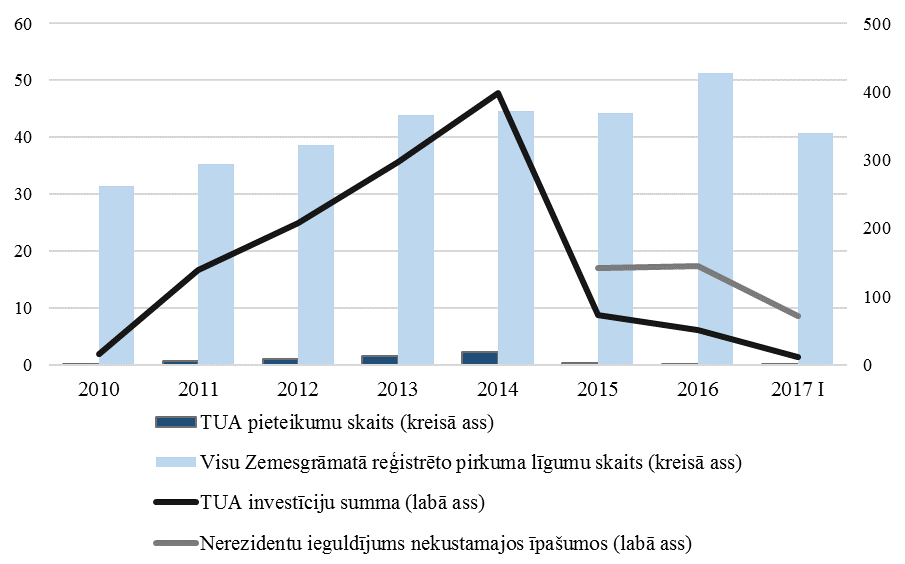 60
50
40
30
20
10
0
500
400
300
200
100
0
2010 2011 2012 2013 2014 2015 2016 2017 I
TUA pieteikumu skaits (kreisā ass)
Visu Zemesgrāmatā reģistrēto pirkuma līgumu skaits (kreisā ass)
TUA investīciju summa (labā ass)
Nerezidentu ieguldījums nekustamajos īpašumos (labā ass)